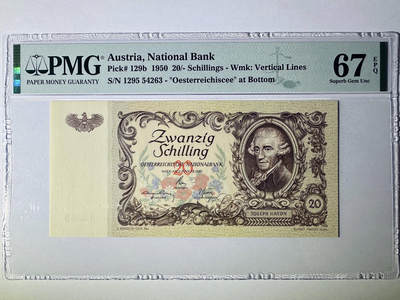 PMG
PAPER MONEY GUARANTY
Austria, National Bank
Pick# 129b 1950 20/- Schillings - Wmk: Vertical Lines
S/N 1295 54263 - "Oesterreichiscee" at Bottom
67 EPQ
Superb Gem Unc
Zwanzig
Schilling
OESTERREICHISCHE NATIONALBANK
20
JOSEPH HAYDN
20